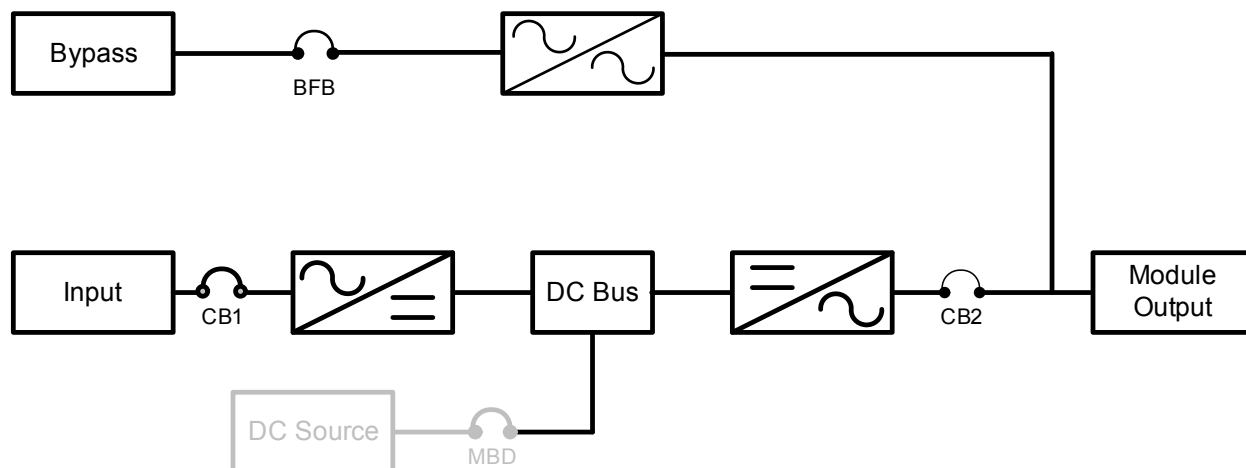 Bypass
BFB
Input
CB1
DC Bus
CB2
Module
Output
DC Source
MBD